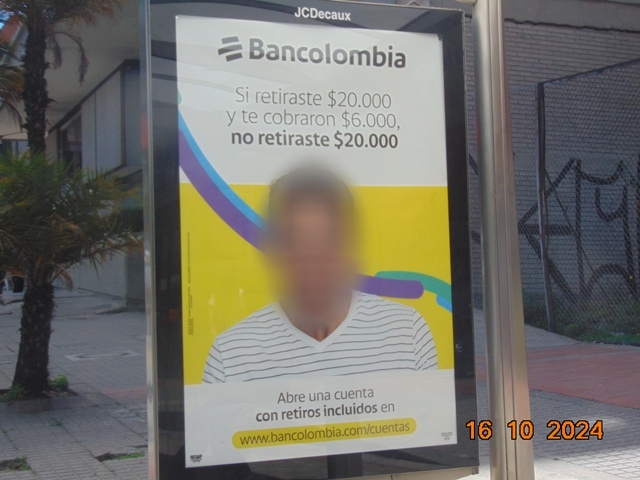 JCDecaux
Bancolombia
Si retiraste $20.000
y te cobraron $6.000,
no retiraste $20.000
Abre una cuenta
con retiros incluidos en
www.bancolombia.com/cuentas
16 10 2024